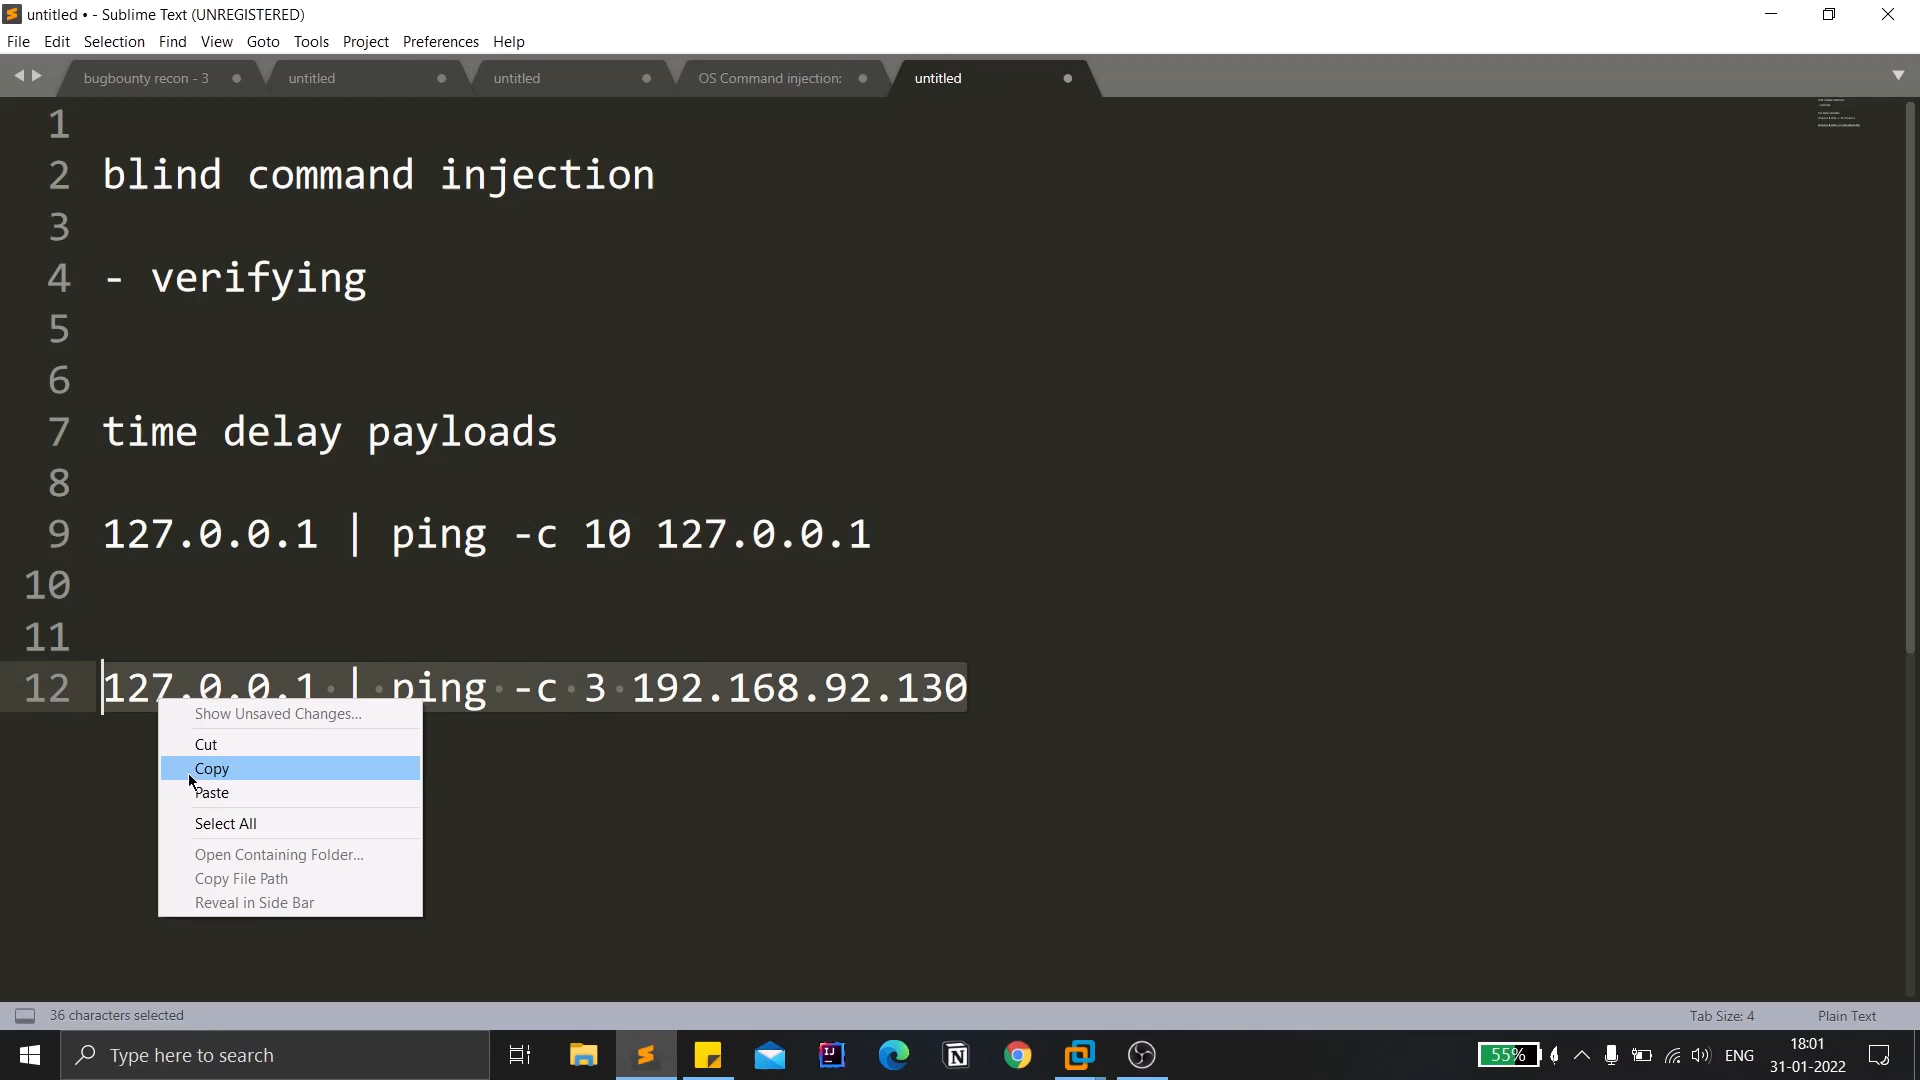 untitled • - Sublime Text (UNREGISTERED)
File Edit Selection Find View Goto Tools Project Preferences Help
bugbounty recon - 3 untitled untitled OS Command injection: untitled
1
2 blind command injection
3
4 - verifying
5
6
7 time delay payloads
8
9 127.0.0.1 | ping -c 10 127.0.0.1
10
11
12 127.0.0.1 | ping -c 3 192.168.92.130
Show Unsaved Changes...
Cut
Copy
Paste
Select All
Open Containing Folder...
Copy File Path
Reveal in Side Bar
36 characters selected Tab Size: 4 Plain Text
Type here to search 55% ENG 18:01
31-01-2022